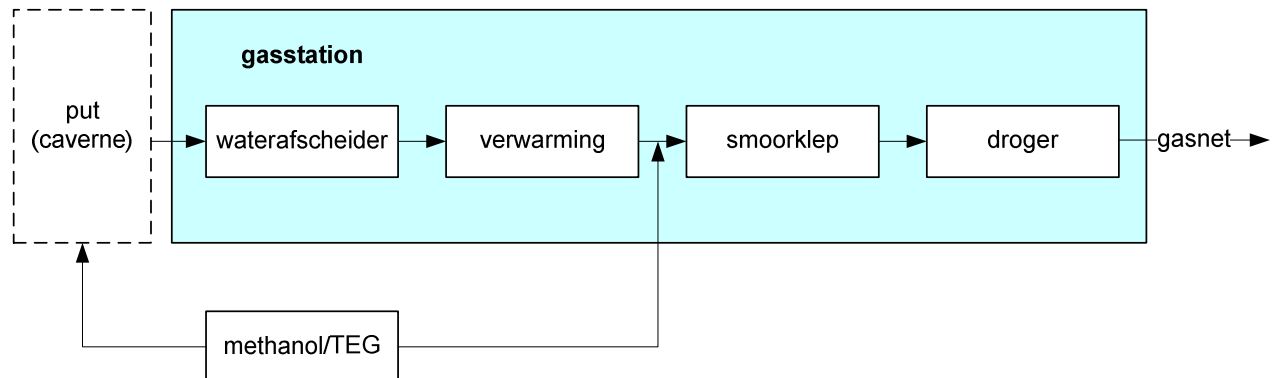 gasstation
put
(caverne)
waterafscheider
verwarming
smoorklep
droger
gasnet
methanol/TEG